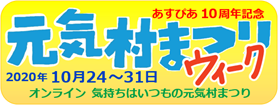 あすぴあ10周年記念
元気村まつり
ウィーク
2020年10月24~31日
オンライン 気持ちはいつもの元気村まつり